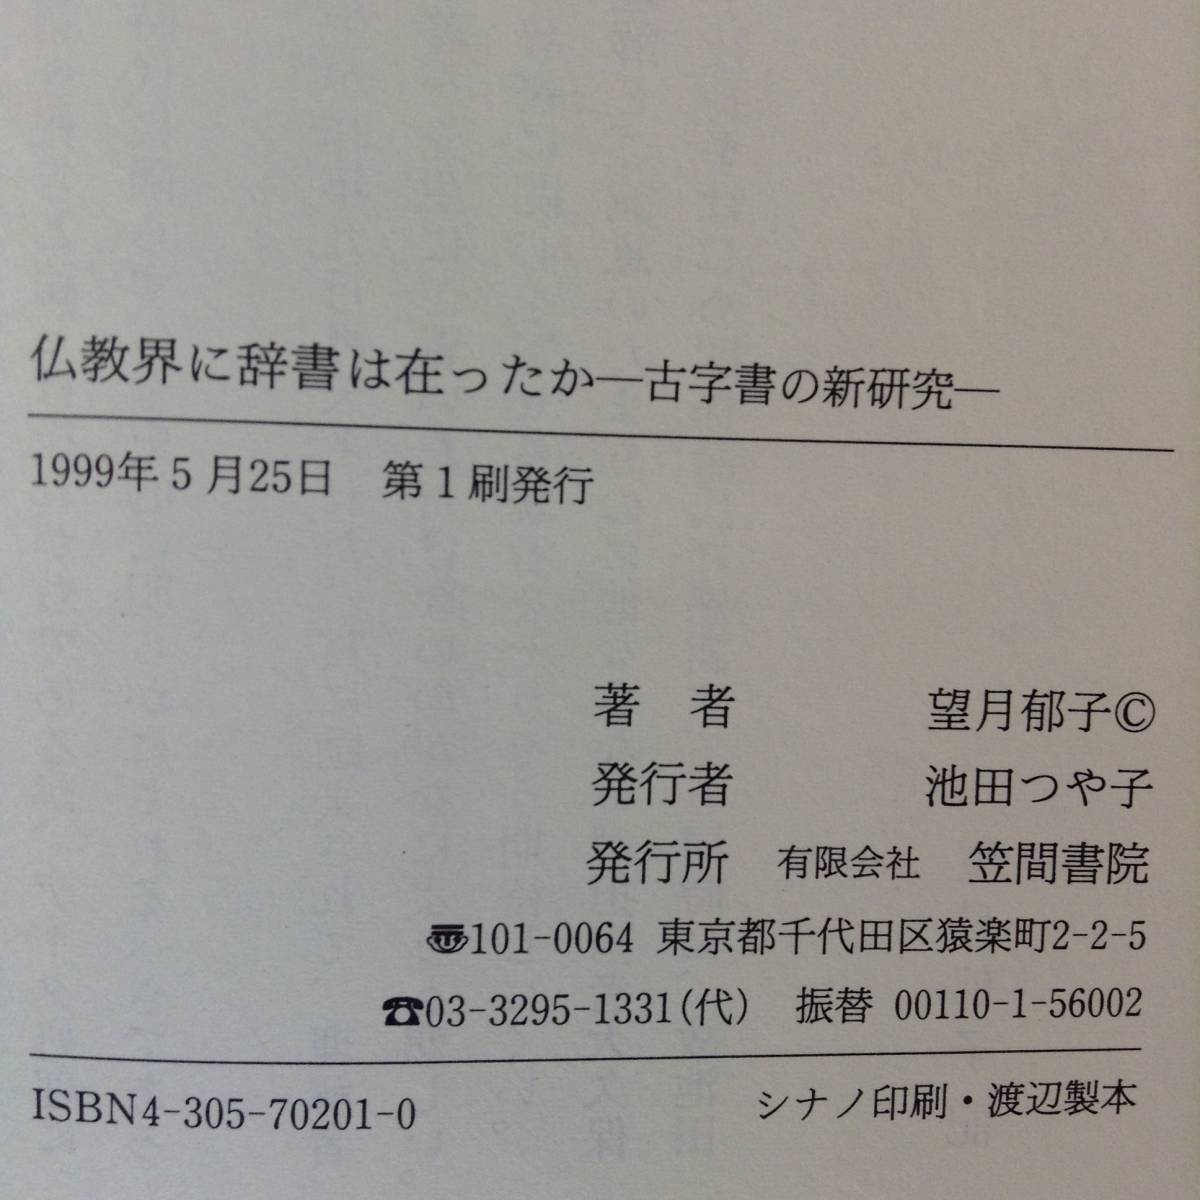 仏教界に辞書は在ったか―古字書の新研究―
1999年5月25日　第1刷発行
著　者　望月郁子©
発行者　池田つや子
発行所　有限会社　笠間書院
〠101-0064 東京都千代田区猿楽町2-2-5
☎03-3295-1331(代)　振替 00110-1-56002
ISBN4-305-70201-0　シナノ印刷・渡辺製本